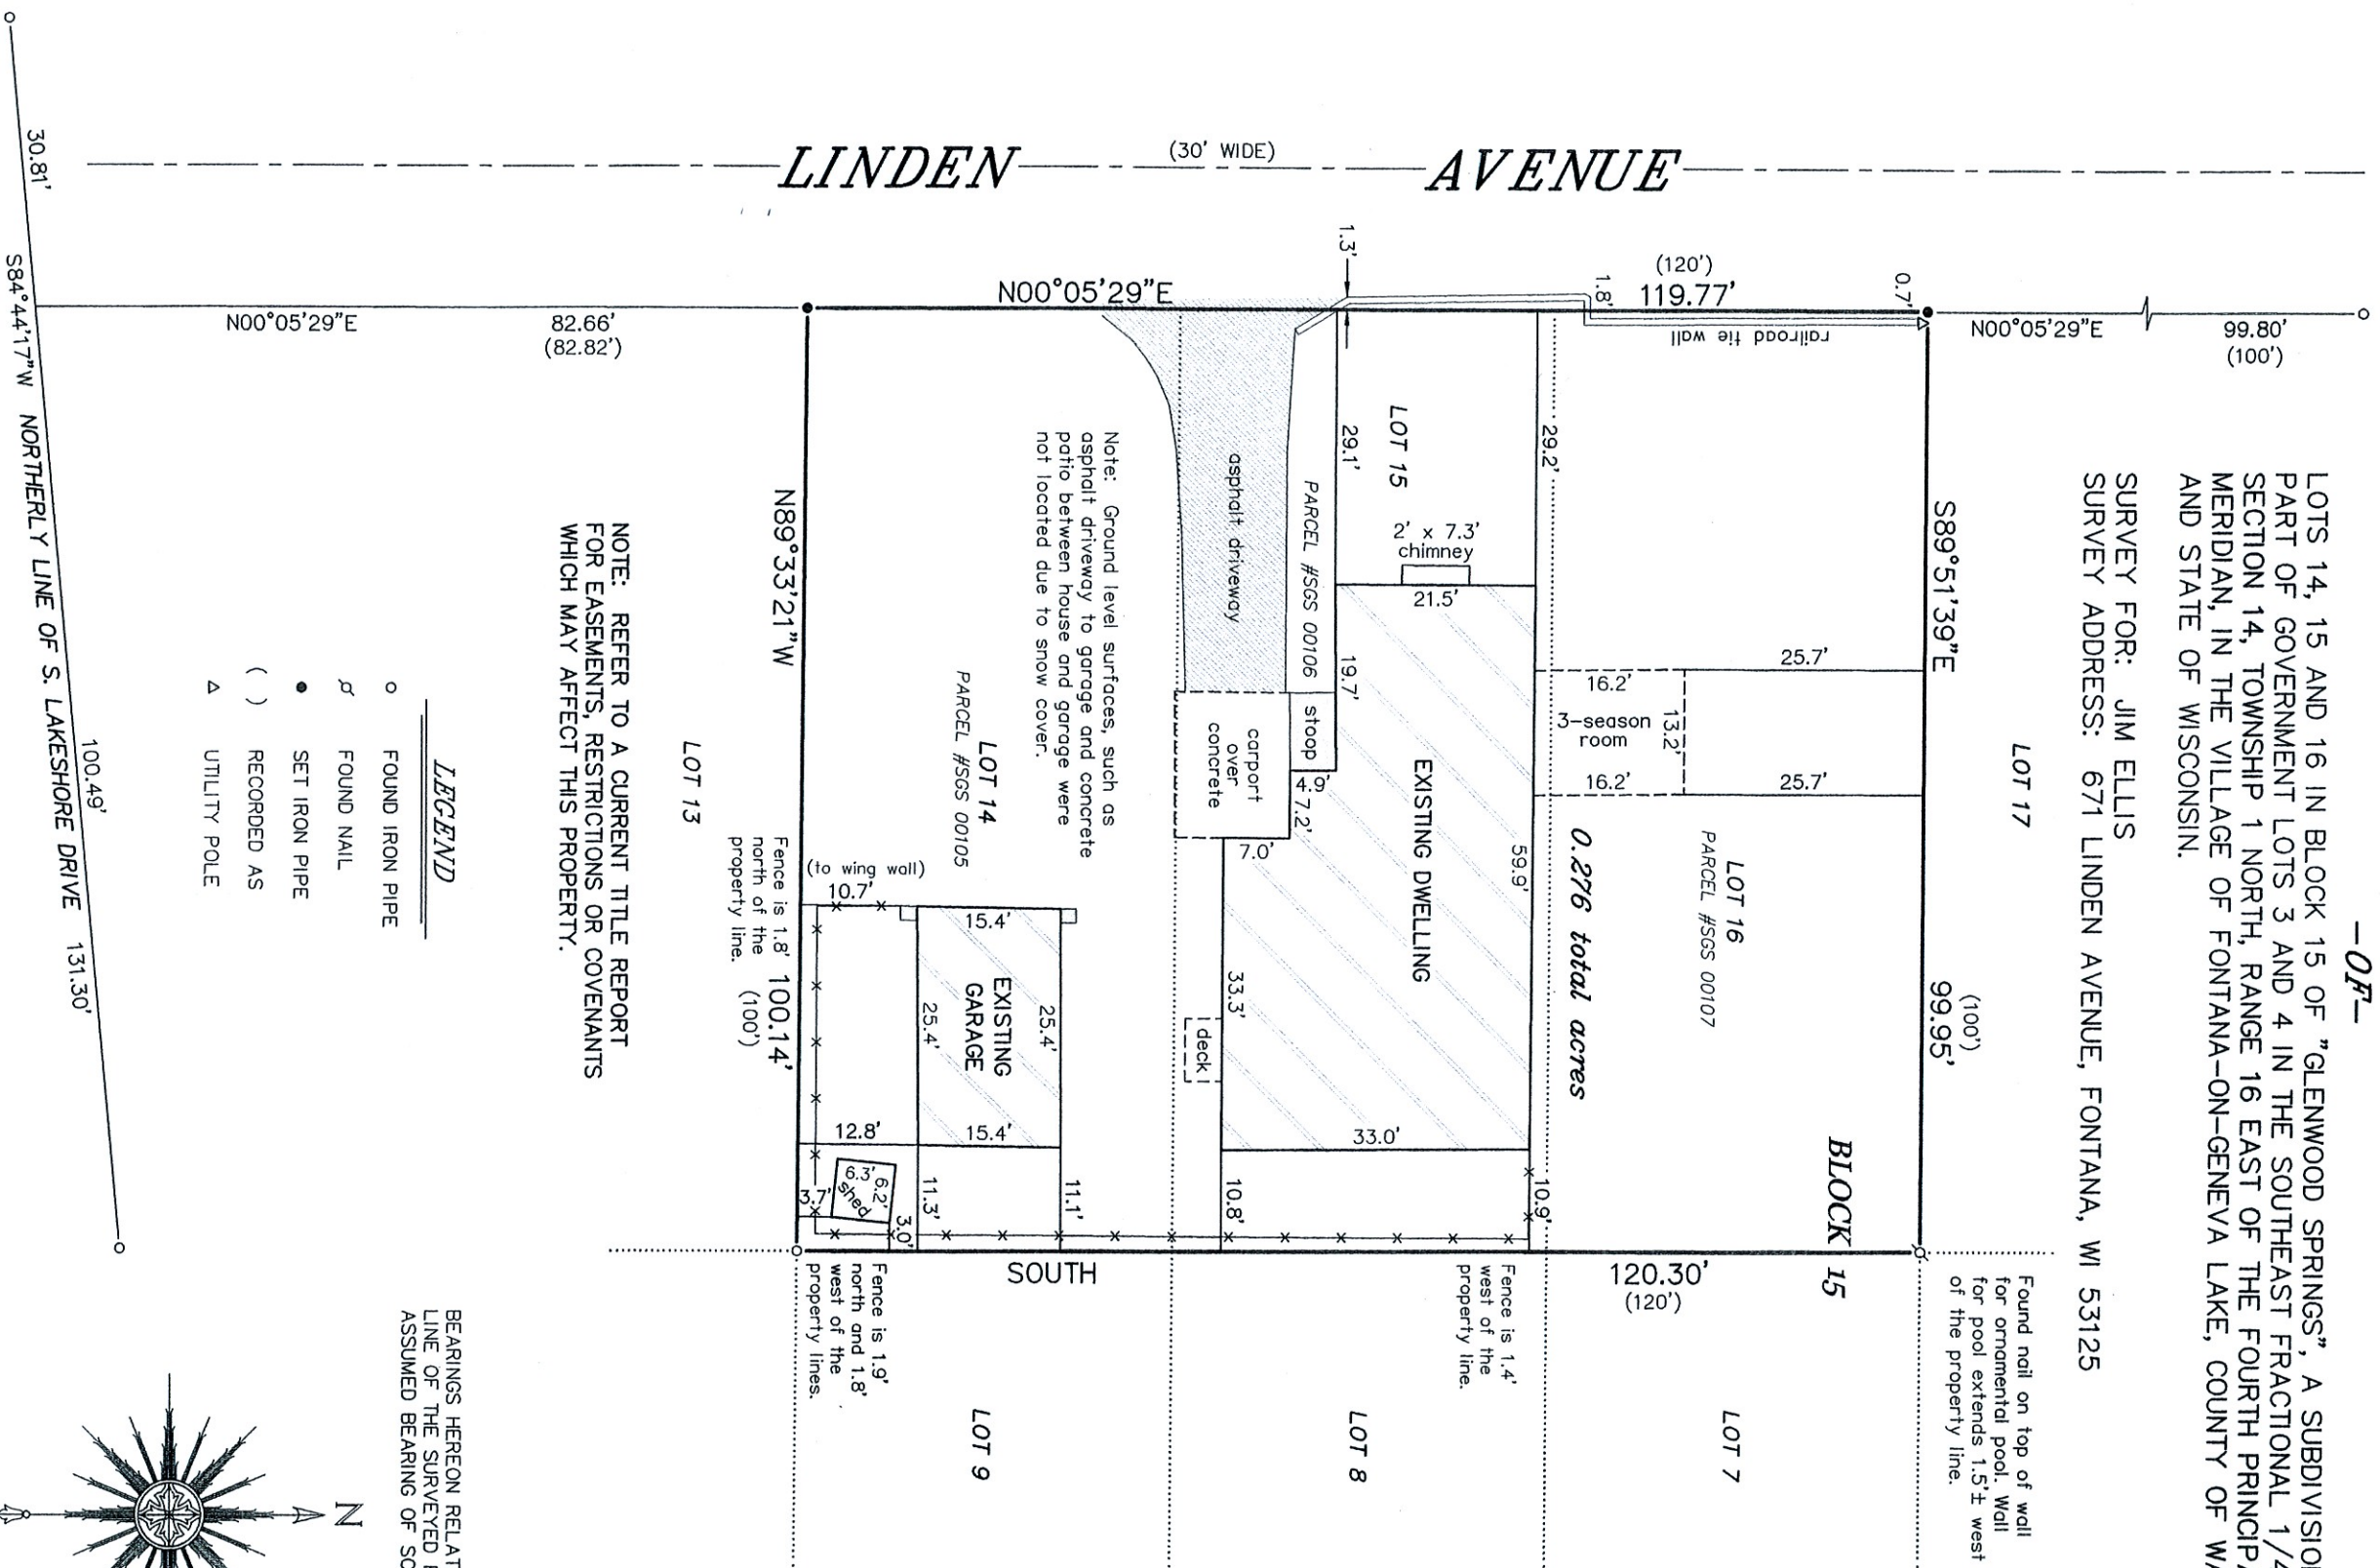 -OF-
LOTS 14, 15 AND 16 IN BLOCK 15 OF "GLENWOOD SPRINGS", A SUBDIVISION
PART OF GOVERNMENT LOTS 3 AND 4 IN THE SOUTHEAST FRACTIONAL 1/4
SECTION 14, TOWNSHIP 1 NORTH, RANGE 16 EAST OF THE FOURTH PRINCIPA
MERIDIAN, IN THE VILLAGE OF FONTANA-ON-GENEVA LAKE, COUNTY OF WA
AND STATE OF WISCONSIN.
SURVEY FOR: JIM ELLIS
SURVEY ADDRESS: 671 LINDEN AVENUE, FONTANA, WI 53125
99.80'
(100')
N00°05'29"E
LOT 17
Found nail on top of wall
for ornamental pool. Wall
for pool extends 1.5'± west
of the property line.
S89°51'39"E
(100')
99.95'
0.7'
railroad tie wall
(120')
119.77'
1.8'
25.7'
25.7'
16.2'
13.2'
16.2'
3-season
room
BLOCK 15
LOT 16
PARCEL #SGS 00107
LOT 7
120.30'
(120')
0.276 total acres
29.2'
59.9'
10.9'
LINDEN AVENUE
(30' WIDE)
1.3'
LOT 15
29.1'
2' x 7.3'
chimney
21.5'
19.7'
PARCEL #SGS 00106
EXISTING DWELLING
33.0'
Fence is 1.4'
west of the
property line.
LOT 8
stoop
4.9'
7.2'
7.0'
asphalt driveway
carport
over
concrete
33.3'
10.8'
deck
N00°05'29"E
Note: Ground level surfaces, such as
asphalt driveway to garage and concrete
patio between house and garage were
not located due to snow cover.
LOT 14
PARCEL #SGS 00105
15.4'
25.4'
EXISTING
GARAGE
25.4'
15.4'
11.1'
11.3'
SOUTH
LOT 9
(to wing wall)
10.7'
12.8'
6.3'
6.2'
shed
3.7'
3.0'
Fence is 1.9'
north and 1.8'
west of the
property lines.
N89°33'21"W
Fence is 1.8'
north of the
property line.
100.14'
(100')
LOT 13
82.66'
(82.82')
N00°05'29"E
NOTE: REFER TO A CURRENT TITLE REPORT
FOR EASEMENTS, RESTRICTIONS OR COVENANTS
WHICH MAY AFFECT THIS PROPERTY.
LEGEND
FOUND IRON PIPE
FOUND NAIL
SET IRON PIPE
( ) RECORDED AS
UTILITY POLE
BEARINGS HEREON RELAT
LINE OF THE SURVEYED
ASSUMED BEARING OF SO
N
30.81'
S84°44'17"W NORTHERLY LINE OF S. LAKESHORE DRIVE 131.30'
100.49'